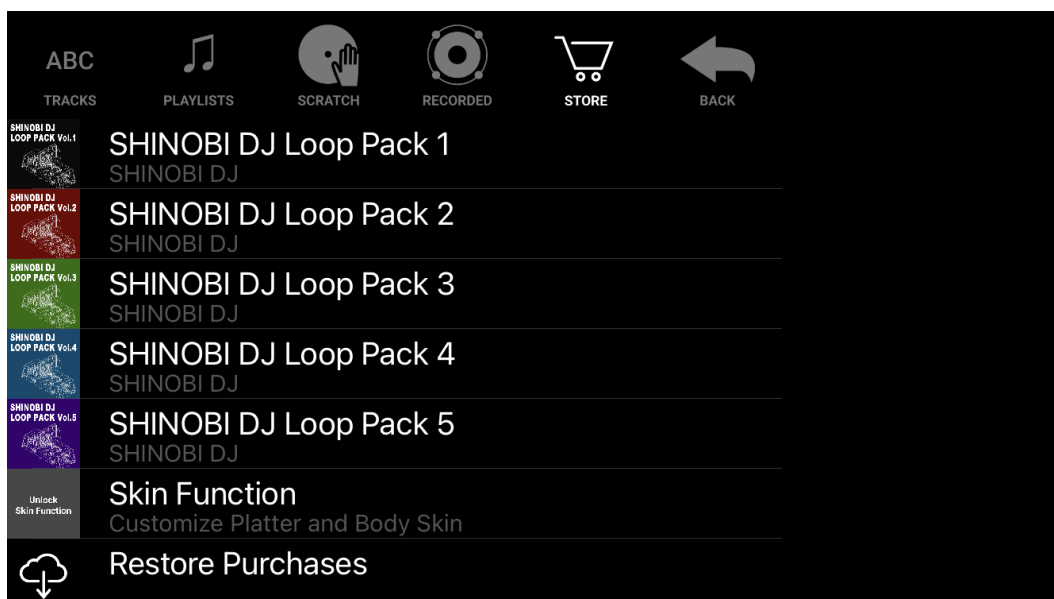 ABC
TRACKS
PLAYLISTS
SCRATCH
RECORDED
STORE
BACK
SHINOBI DJ
LOOP PACK Vol.1
SHINOBI DJ Loop Pack 1
SHINOBI DJ
SHINOBI DJ
LOOP PACK Vol.2
SHINOBI DJ Loop Pack 2
SHINOBI DJ
SHINOBI DJ
LOOP PACK Vol.3
SHINOBI DJ Loop Pack 3
SHINOBI DJ
SHINOBI DJ
LOOP PACK Vol.4
SHINOBI DJ Loop Pack 4
SHINOBI DJ
SHINOBI DJ
LOOP PACK Vol.5
SHINOBI DJ Loop Pack 5
SHINOBI DJ
Unlock
Skin Function
Skin Function
Customize Platter and Body Skin
Restore Purchases